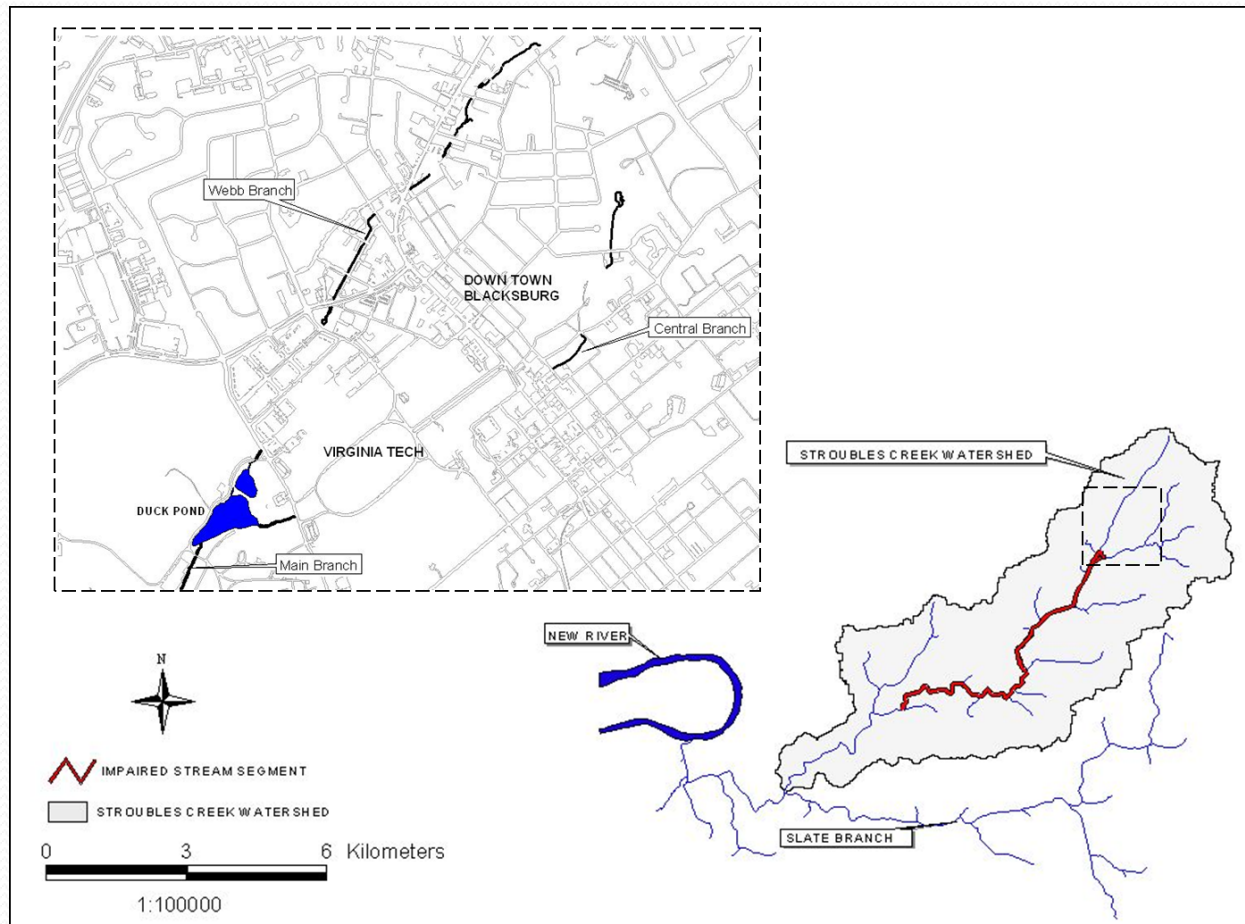 Webb Branch
DOWN TOWN
BLACKSBURG
Central Branch
VIRGINIA TECH
DUCK POND
Main Branch
STROUBLES CREEK WATERSHED
NEW RIVER
SLATE BRANCH
N
IMPAIRED STREAM SEGMENT
STROUBLES CREEK WATERSHED
0 3 6 Kilometers
1:100000